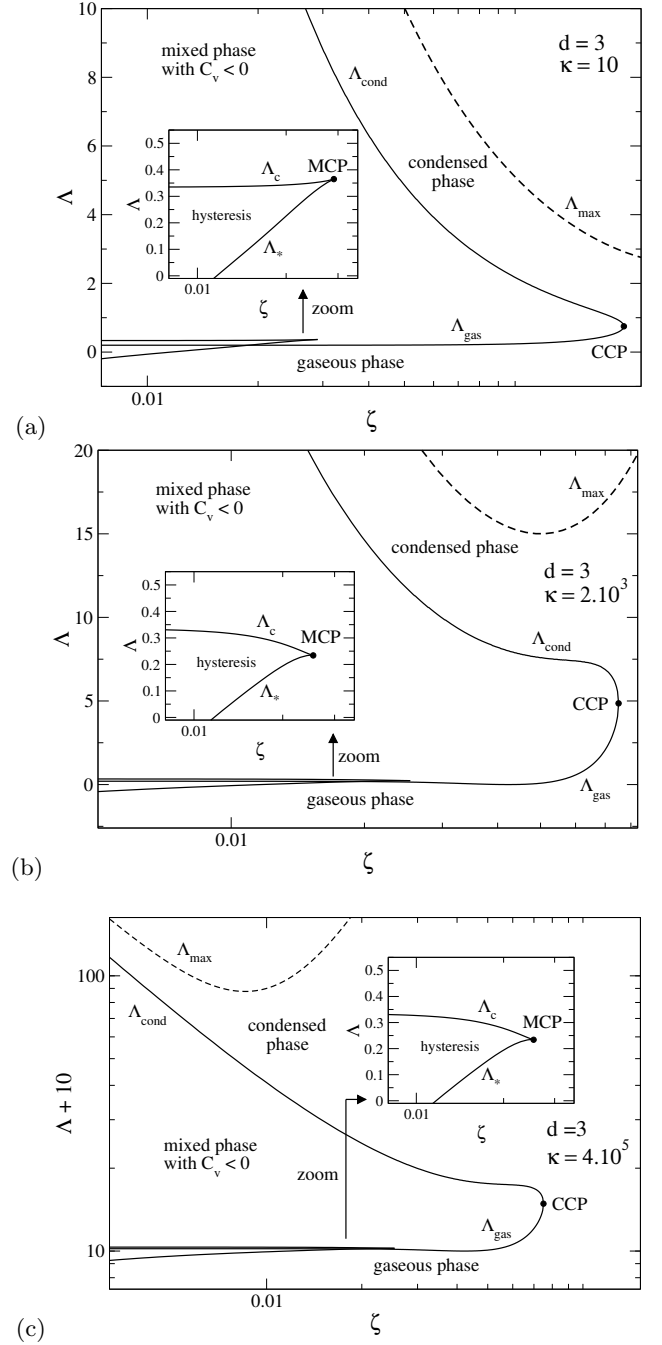 10
8
6
4
2
0
Λ
mixed phase
with C_v < 0
Λ_cond
d = 3
κ = 10
condensed
phase
Λ_max
0.5
0.4
0.3
0.2
0.1
0
Λ
Λ_c
MCP
hysteresis
Λ_*
0.01
ζ
zoom
Λ_gas
gaseous phase
CCP
0.01
ζ
(a)
20
15
10
5
0
Λ
mixed phase
with C_v < 0
Λ_max
condensed phase
d = 3
κ = 2.10^3
0.5
0.4
0.3
0.2
0.1
0
Λ
Λ_c
MCP
hysteresis
Λ_*
0.01
ζ
Λ_cond
CCP
zoom
gaseous phase
Λ_gas
0.01
ζ
(b)
100
10
Λ + 10
Λ_max
Λ_cond
condensed
phase
0.5
0.4
0.3
0.2
0.1
0
Λ
Λ_c
MCP
hysteresis
Λ_*
0.01
ζ
mixed phase
with C_v < 0
zoom
d =3
κ = 4.10^5
CCP
Λ_gas
gaseous phase
0.01
ζ
(c)